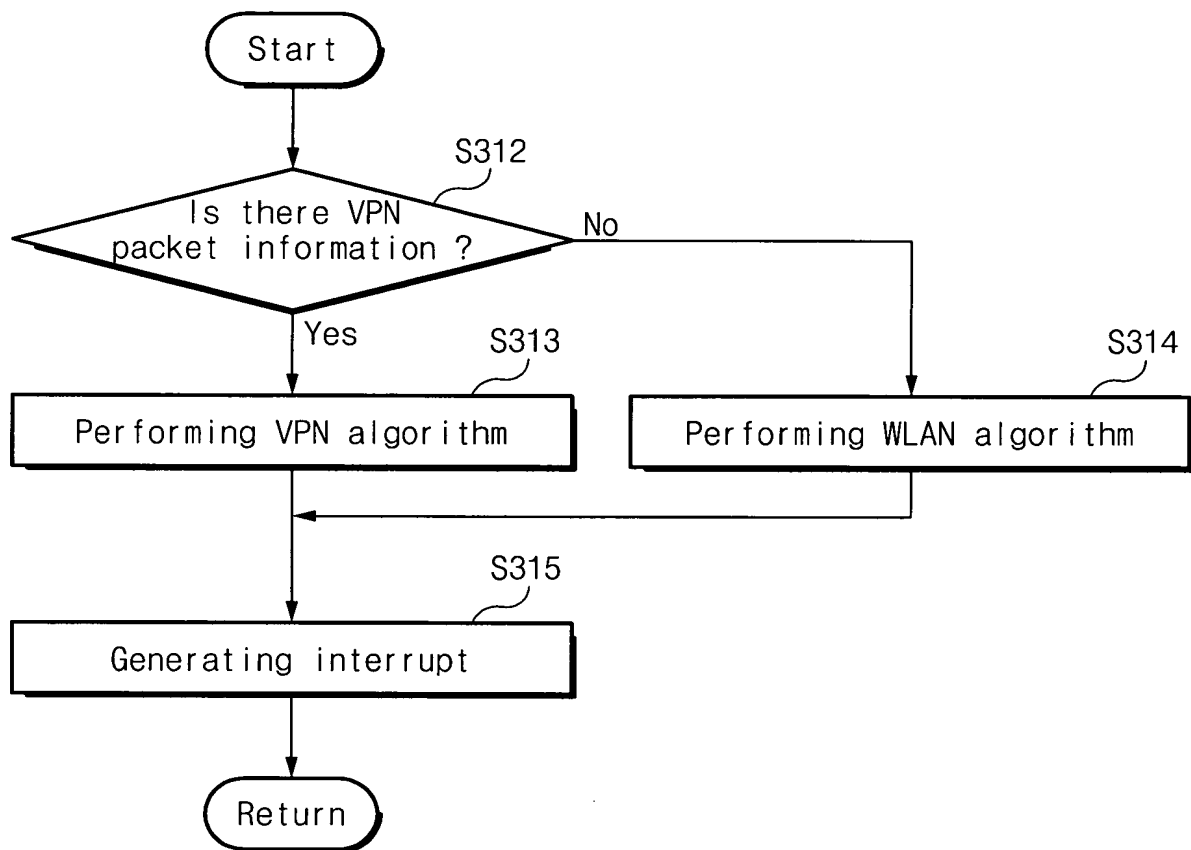 Start
S312
Is there VPN
packet information ?
No
Yes
S313
Performing VPN algorithm
S314
Performing WLAN algorithm
S315
Generating interrupt
Return